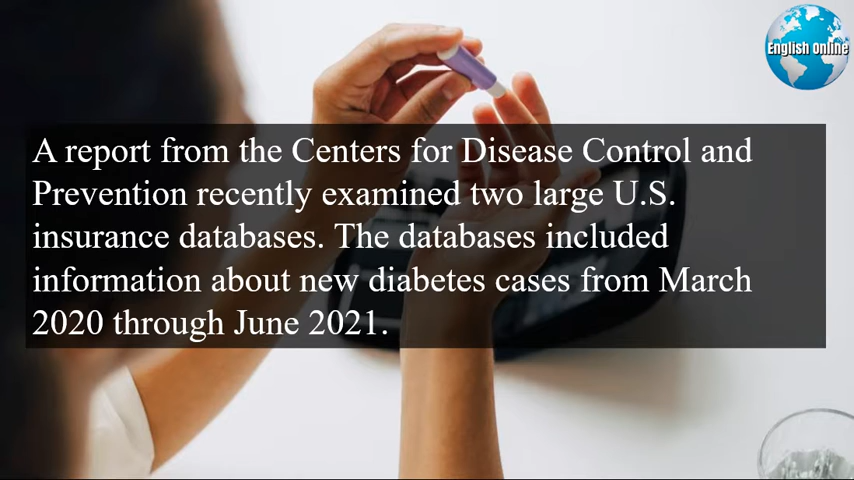 English Online
A report from the Centers for Disease Control and
Prevention recently examined two large U.S.
insurance databases. The databases included
information about new diabetes cases from March
2020 through June 2021.